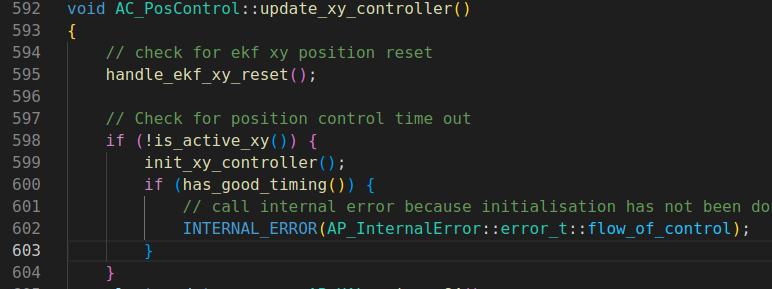 592 void AC_PosControl::update_xy_controller()
593 {
594 // check for ekf xy position reset
595 handle_ekf_xy_reset();
596
597 // Check for position control time out
598 if (!is_active_xy()) {
599 init_xy_controller();
600 if (has_good_timing()) {
601 // call internal error because initialisation has not been
602 INTERNAL_ERROR(AP_InternalError::error_t::flow_of_control);
603 }
604 }